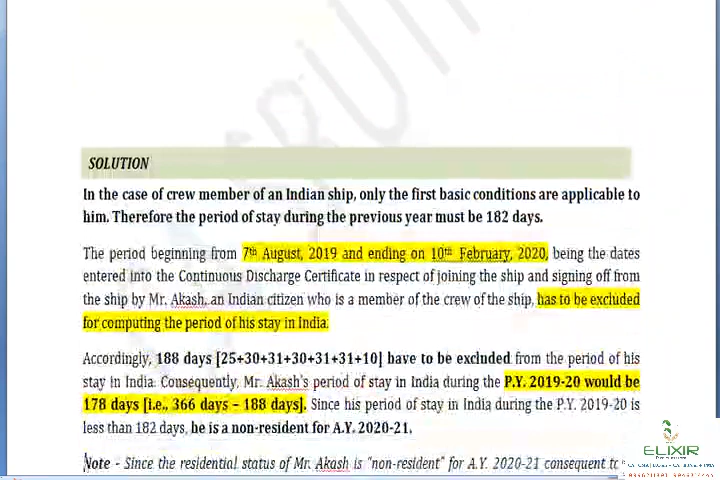 SOLUTION
In the case of crew member of an Indian ship, only the first basic conditions are applicable to
him. Therefore the period of stay during the previous year must be 182 days.
The period beginning from 7th August, 2019 and ending on 10th February, 2020, being the dates
entered into the Continuous Discharge Certificate in respect of joining the ship and signing off from
the ship by Mr. Akash, an Indian citizen who is a member of the crew of the ship, has to be excluded
for computing the period of his stay in India.
Accordingly, 188 days [25+30+31+30+31+31+10] have to be excluded from the period of his
stay in India. Consequently, Mr. Akash's period of stay in India during the P.Y. 2019-20 would be
178 days [i.e., 366 days – 188 days]. Since his period of stay in India during the P.Y. 2019-20 is
less than 182 days, he is a non-resident for A.Y. 2020-21.
Note - Since the residential status of Mr. Akash is "non-resident" for A.Y. 2020-21 consequent to
ELIXIR